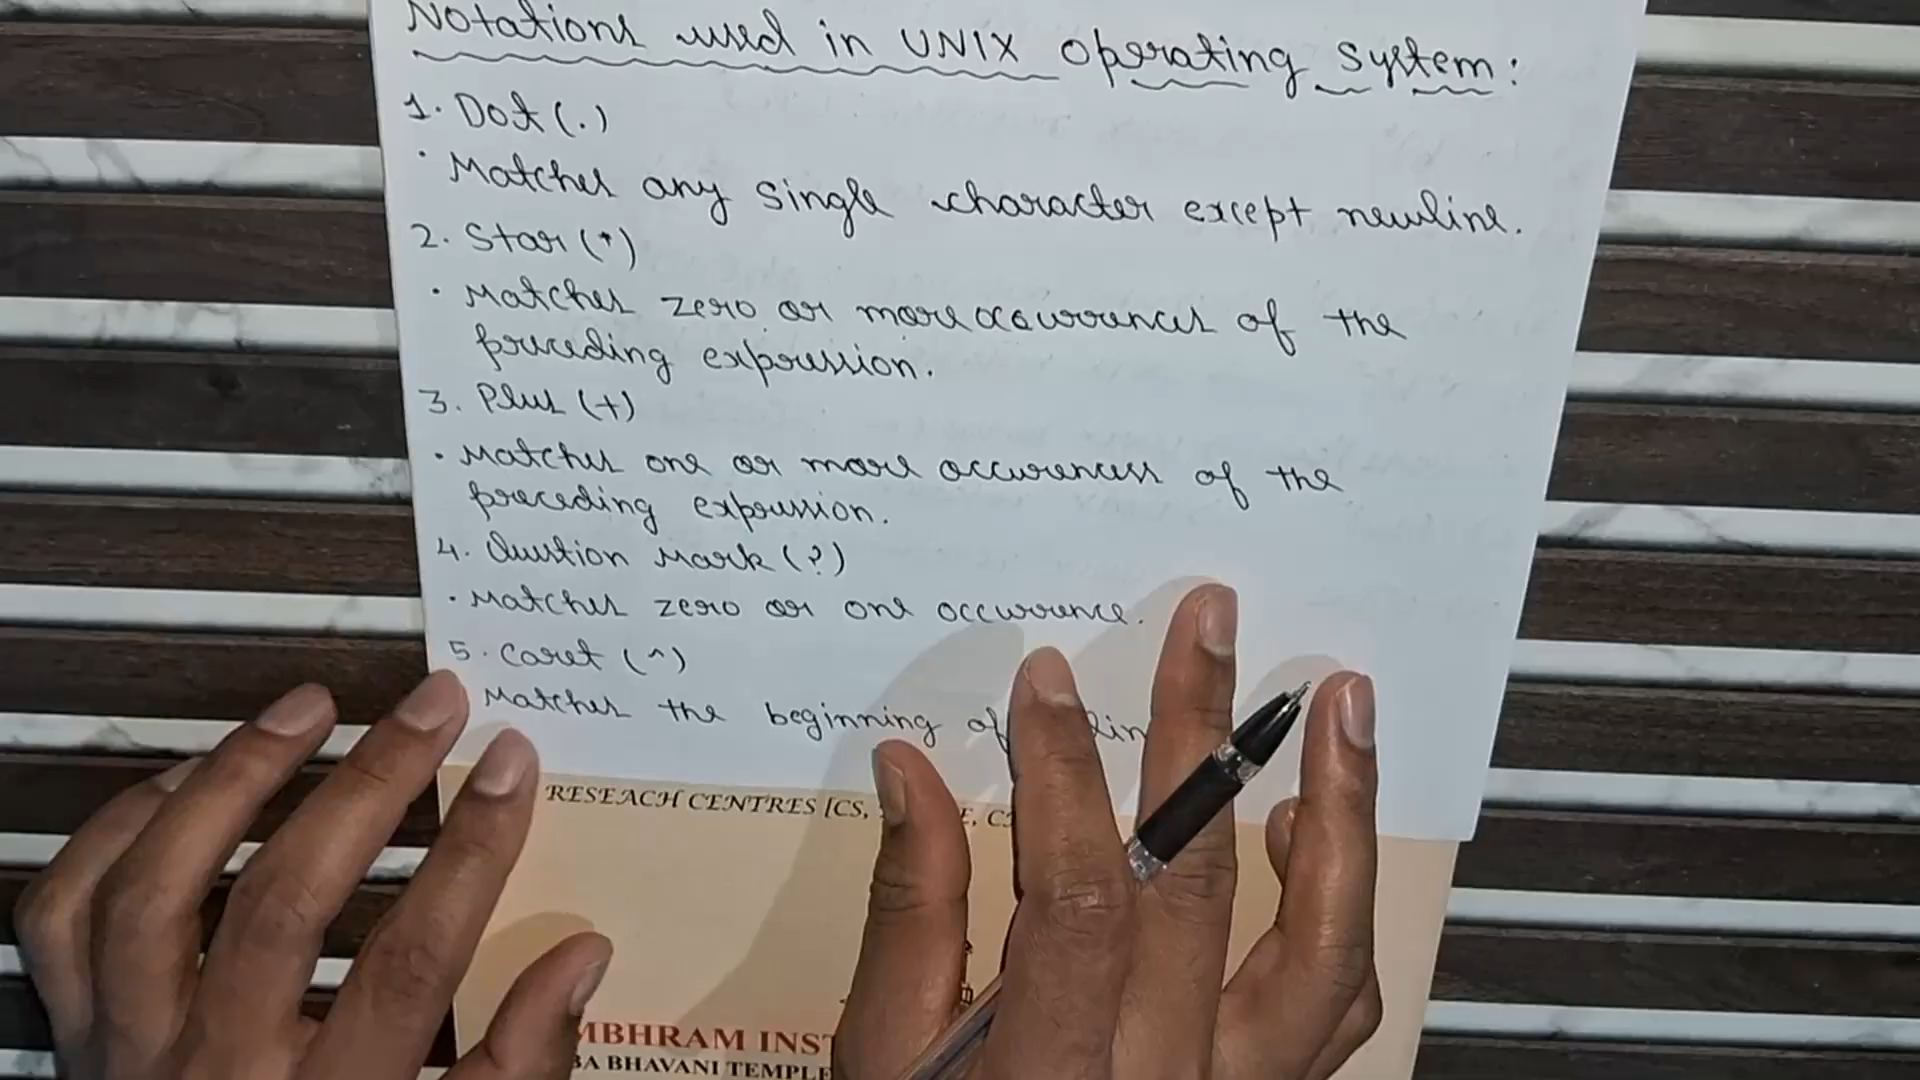 Notations used in UNIX operating system:
1. Dot (.)
· Matches any single character except newline.
2. Star (*)
· Matches zero or more occurrences of the
preceding expression.
3. Plus (+)
· Matches one or more occurences of the
preceding expression.
4. Question Mark (?)
· Matches zero or one occurrence.
5. Caret (^)
Matches the beginning of
RESEACH CENTRES [CS,
MBHRAM INST
BA BHAVANI TEMPLE